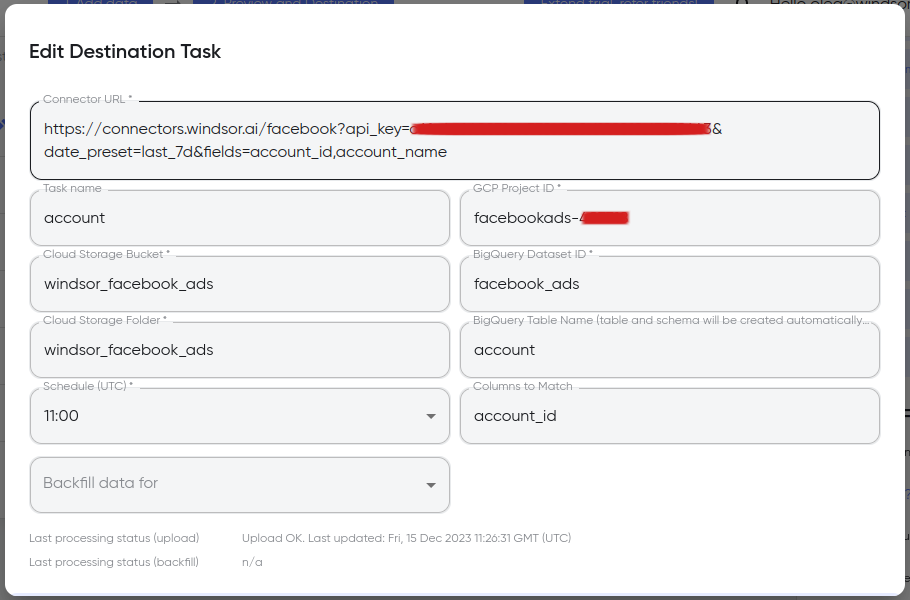 Edit Destination Task
Connector URL *
https://connectors.windsor.ai/facebook?api_key=
&
date_preset=last_7d&fields=account_id,account_name
Task name
account
GCP Project ID *
facebookads-
Cloud Storage Bucket *
windsor_facebook_ads
BigQuery Dataset ID *
facebook_ads
Cloud Storage Folder *
windsor_facebook_ads
BigQuery Table Name (table and schema will be created automatically...
account
Schedule (UTC) *
11:00
Columns to Match
account_id
Backfill data for
Last processing status (upload)
Upload OK. Last updated: Fri, 15 Dec 2023 11:26:31 GMT (UTC)
Last processing status (backfill)
n/a